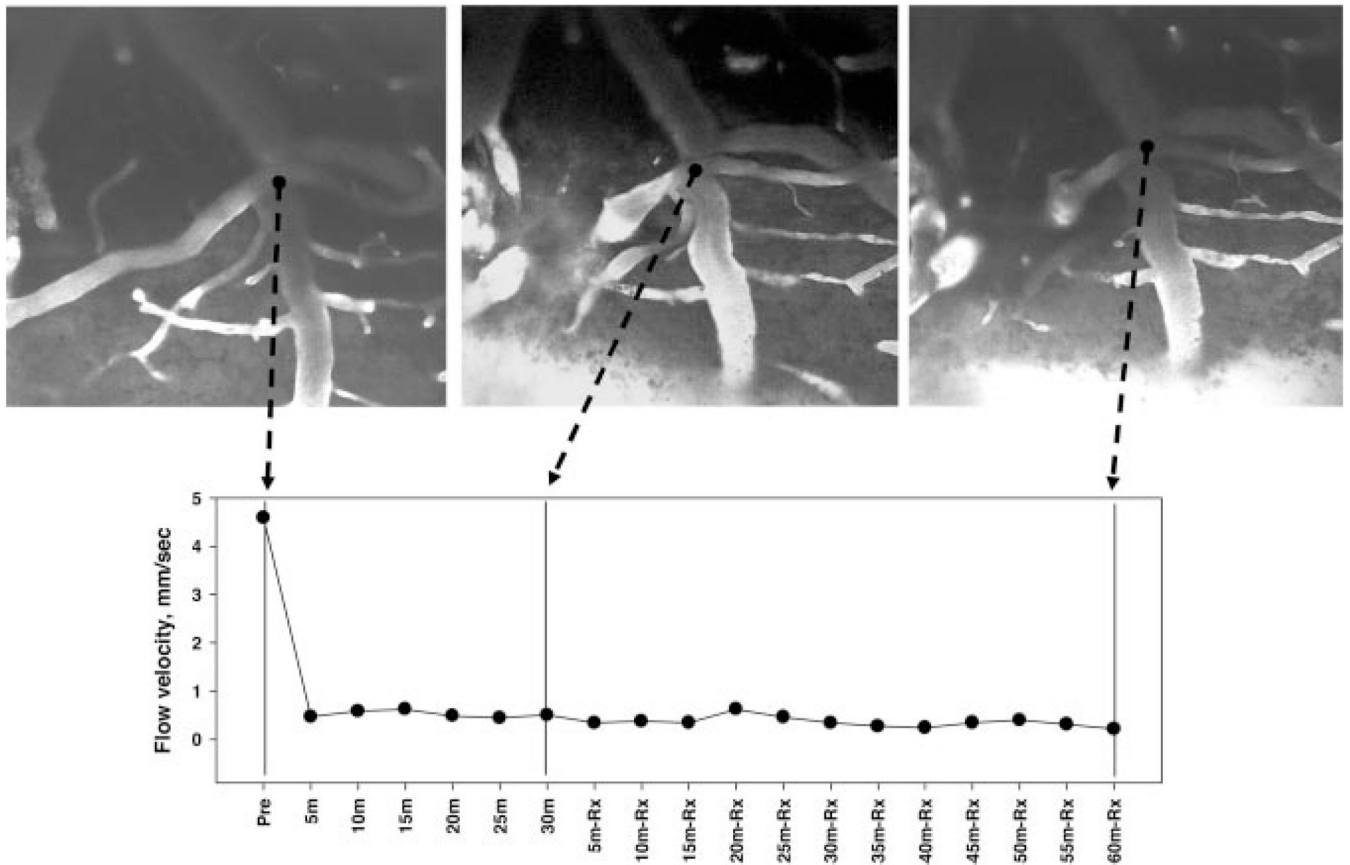 Flow velocity, mm/sec
5
4
3
2
1
0
Pre
5m
10m
15m
20m
25m
30m
5m-Rx
10m-Rx
15m-Rx
20m-Rx
25m-Rx
30m-Rx
35m-Rx
40m-Rx
45m-Rx
50m-Rx
55m-Rx
60m-Rx